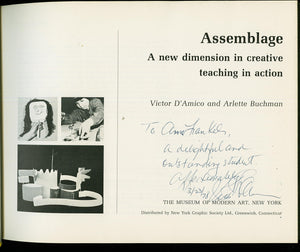 Assemblage
A new dimension in creative
teaching in action
Victor D'Amico and Arlette Buchman
To Ann Frankel,
a delightful and
outstanding student
THE MUSEUM OF MODERN ART, NEW YORK
Distributed by New York Graphic Society Ltd., Greenwich, Connecticut